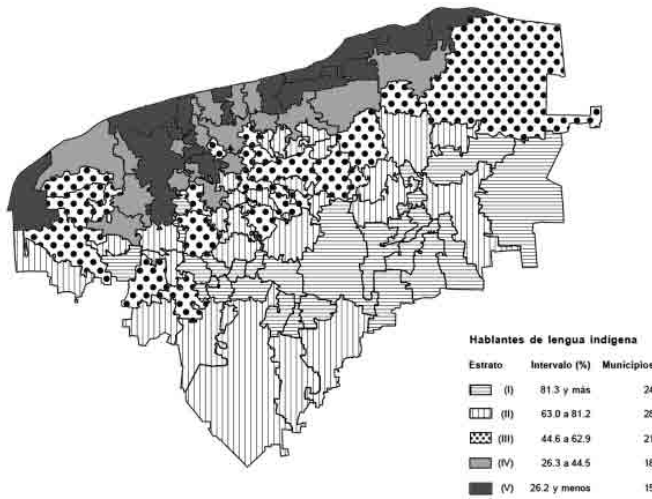 Hablantes de lengua indígena
Estrato Intervalo (%) Municipios
(I) 81.3 y más 24
(II) 63.0 a 81.2 28
(III) 44.6 a 62.9 21
(IV) 26.3 a 44.5 18
(V) 26.2 y menos 15